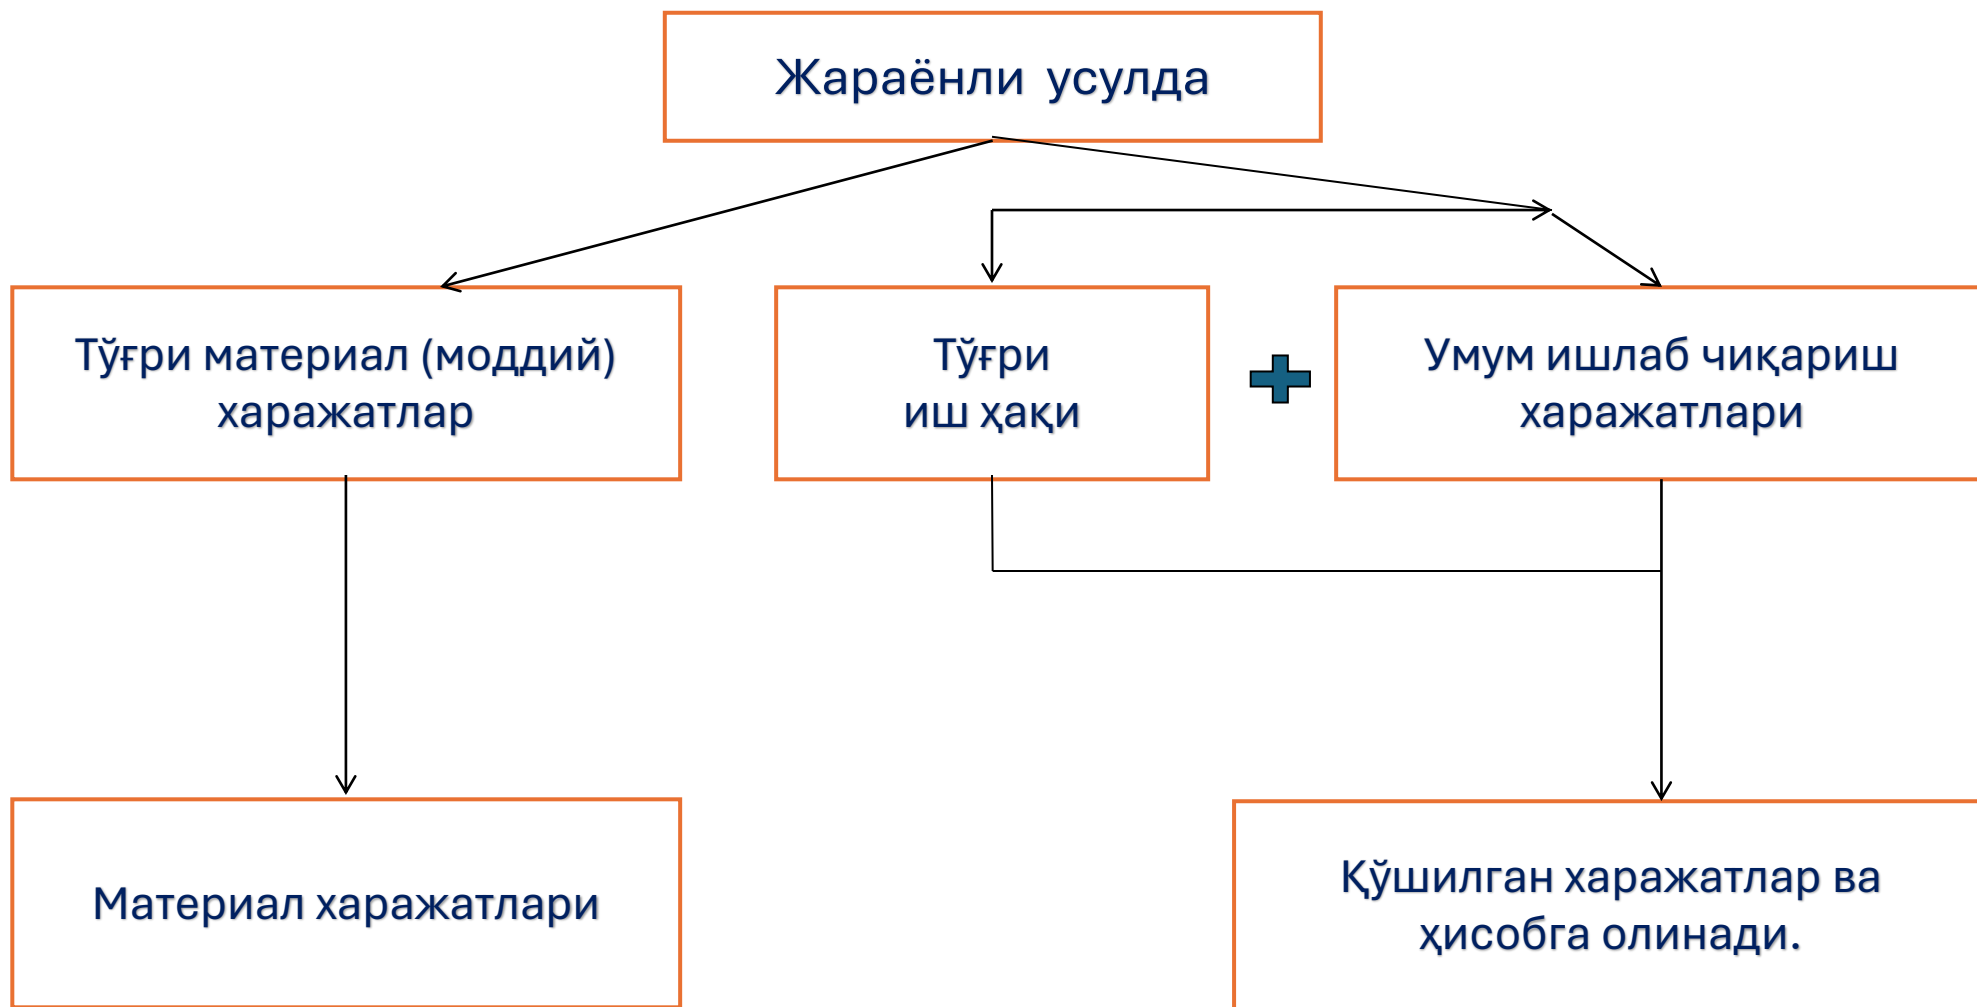 Жараёнли усулда
Тўғри материал (моддий)
харажатлар
Тўғри
иш ҳақи
Умум ишлаб чиқариш
харажатлари
Материал харажатлари
Қўшилган харажатлар ва
ҳисобга олинади.